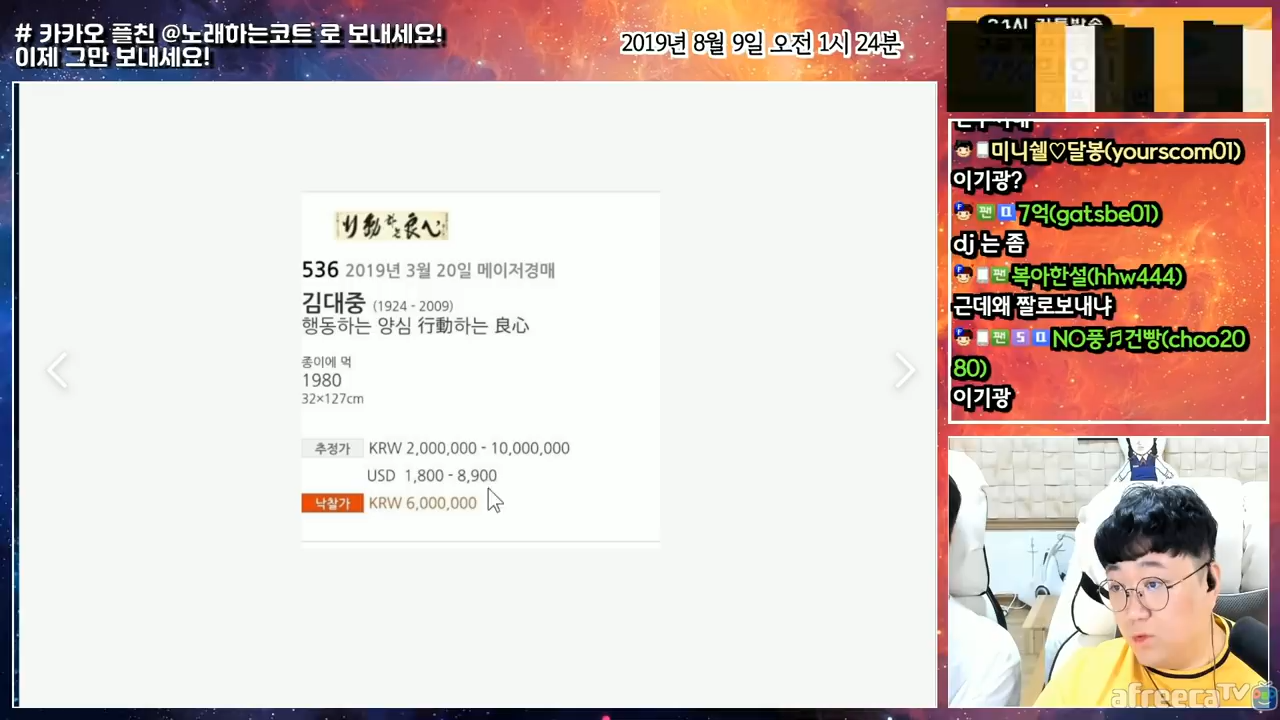 # 카카오 플친 @노래하는코트 로 보내세요!
이제 그만 보내세요!
2019년 8월 9일 오전 1시 24분
536 2019년 3월 20일 메이저경매
김대중 (1924 - 2009)
행동하는 양심 行動하는 良心
종이에 먹
1980
32×127cm
추정가 KRW 2,000,000 - 10,000,000
USD 1,800 - 8,900
낙찰가 KRW 6,000,000
미니쉘♡달봉(yourscom01)
이기광?
팬 7억(gatsbe01)
dj 는 좀
팬 복아한설(hhw444)
근데왜 짤로보내냐
팬 S NO풍♬건빵(choo20
80)
이기광
afreecaTV